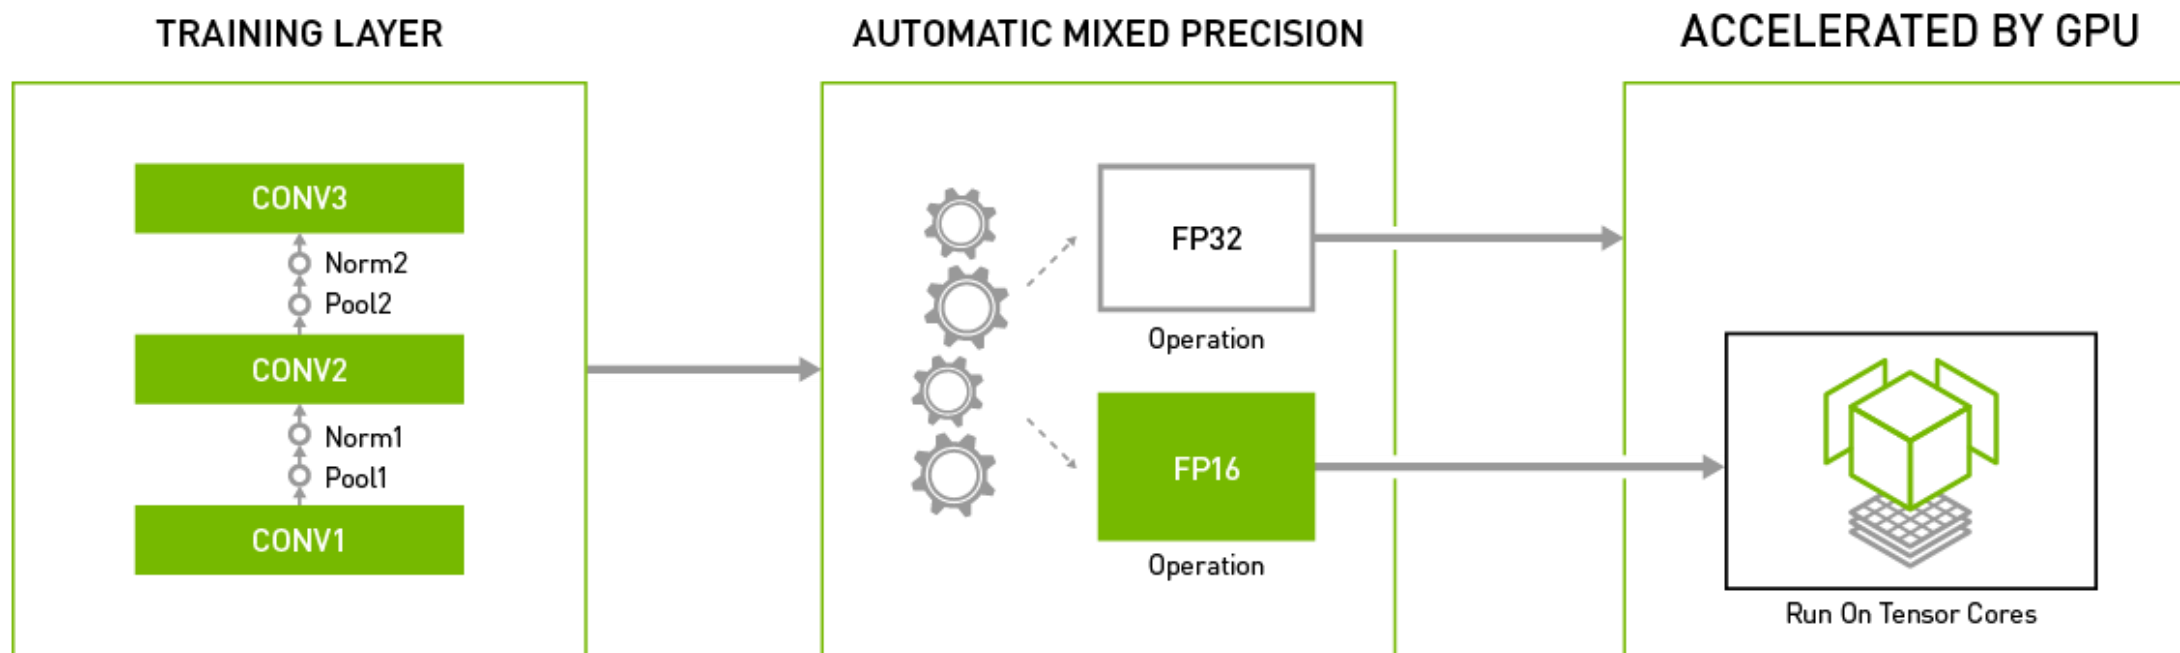 TRAINING LAYER
CONV3
Norm2
Pool2
CONV2
Norm1
Pool1
CONV1
AUTOMATIC MIXED PRECISION
FP32
Operation
FP16
Operation
ACCELERATED BY GPU
Run On Tensor Cores